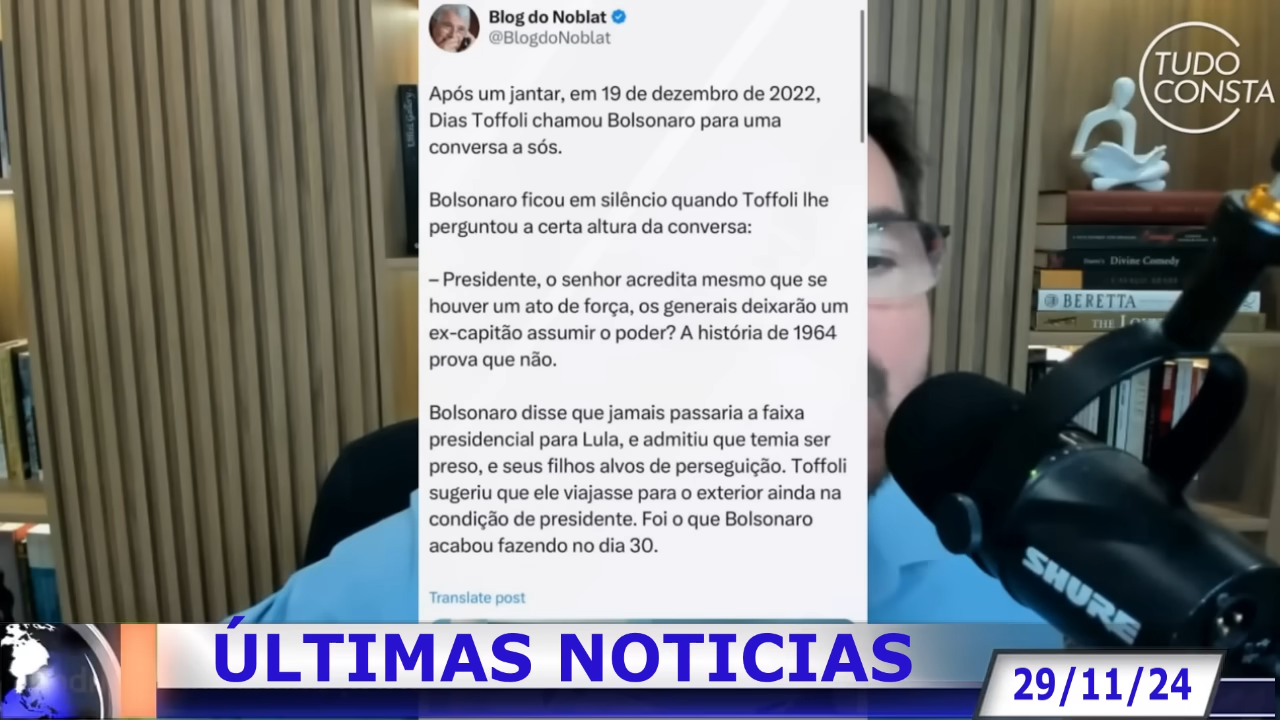 Blog do Noblat
@BlogdoNoblat
Após um jantar, em 19 de dezembro de 2022,
Dias Toffoli chamou Bolsonaro para uma
conversa a sós.
Bolsonaro ficou em silêncio quando Toffoli lhe
perguntou a certa altura da conversa:
– Presidente, o senhor acredita mesmo que se
houver um ato de força, os generais deixarão um
ex-capitão assumir o poder? A história de 1964
prova que não.
Bolsonaro disse que jamais passaria a faixa
presidencial para Lula, e admitiu que temia ser
preso, e seus filhos alvos de perseguição. Toffoli
sugeriu que ele viajasse para o exterior ainda na
condição de presidente. Foi o que Bolsonaro
acabou fazendo no dia 30.
Translate post
TUDO
CONSTA
Divine Comedy
BERETTA
THE
SHURE
ÚLTIMAS NOTICIAS
29/11/24